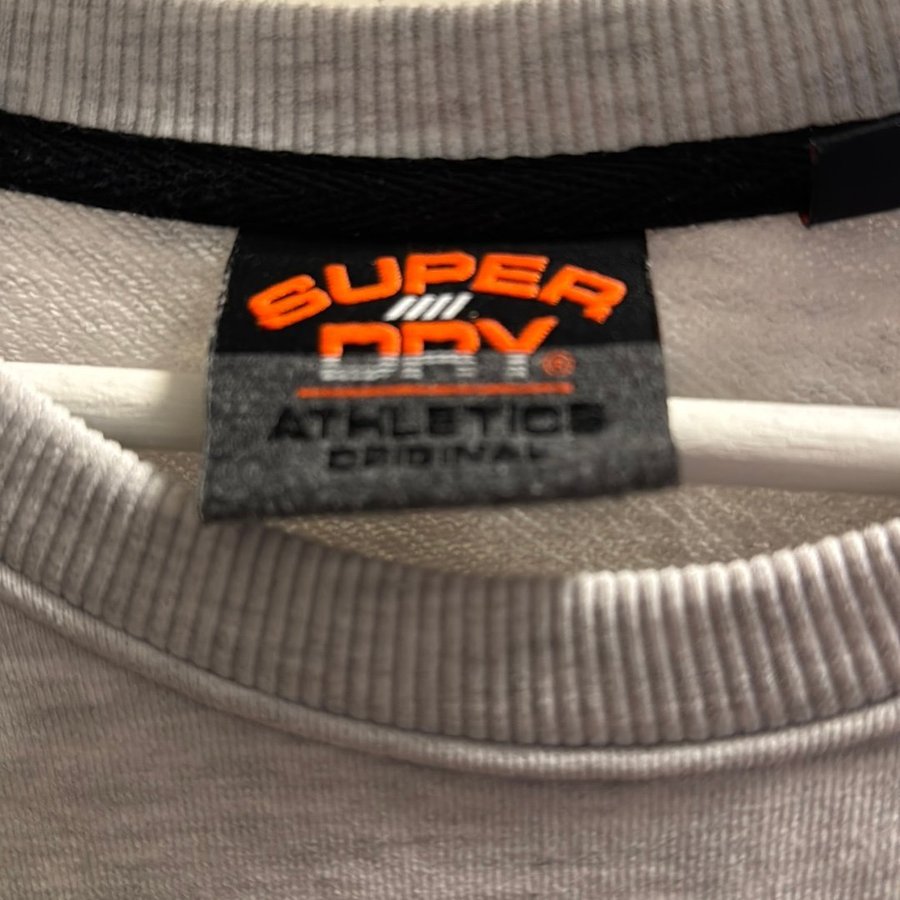 SUPER
DRY®
ATHLETICS
ORIGINAL